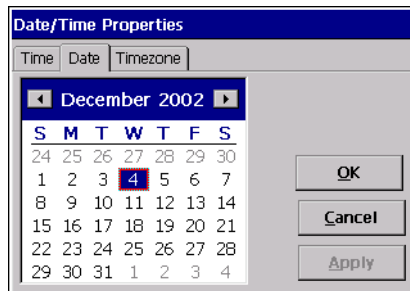 Date/Time Properties
Time Date Timezone
December 2002
S M T W T F S
24 25 26 27 28 29 30
1 2 3 4 5 6 7
8 9 10 11 12 13 14
15 16 17 18 19 20 21
22 23 24 25 26 27 28
29 30 31 1 2 3 4
OK
Cancel
Apply